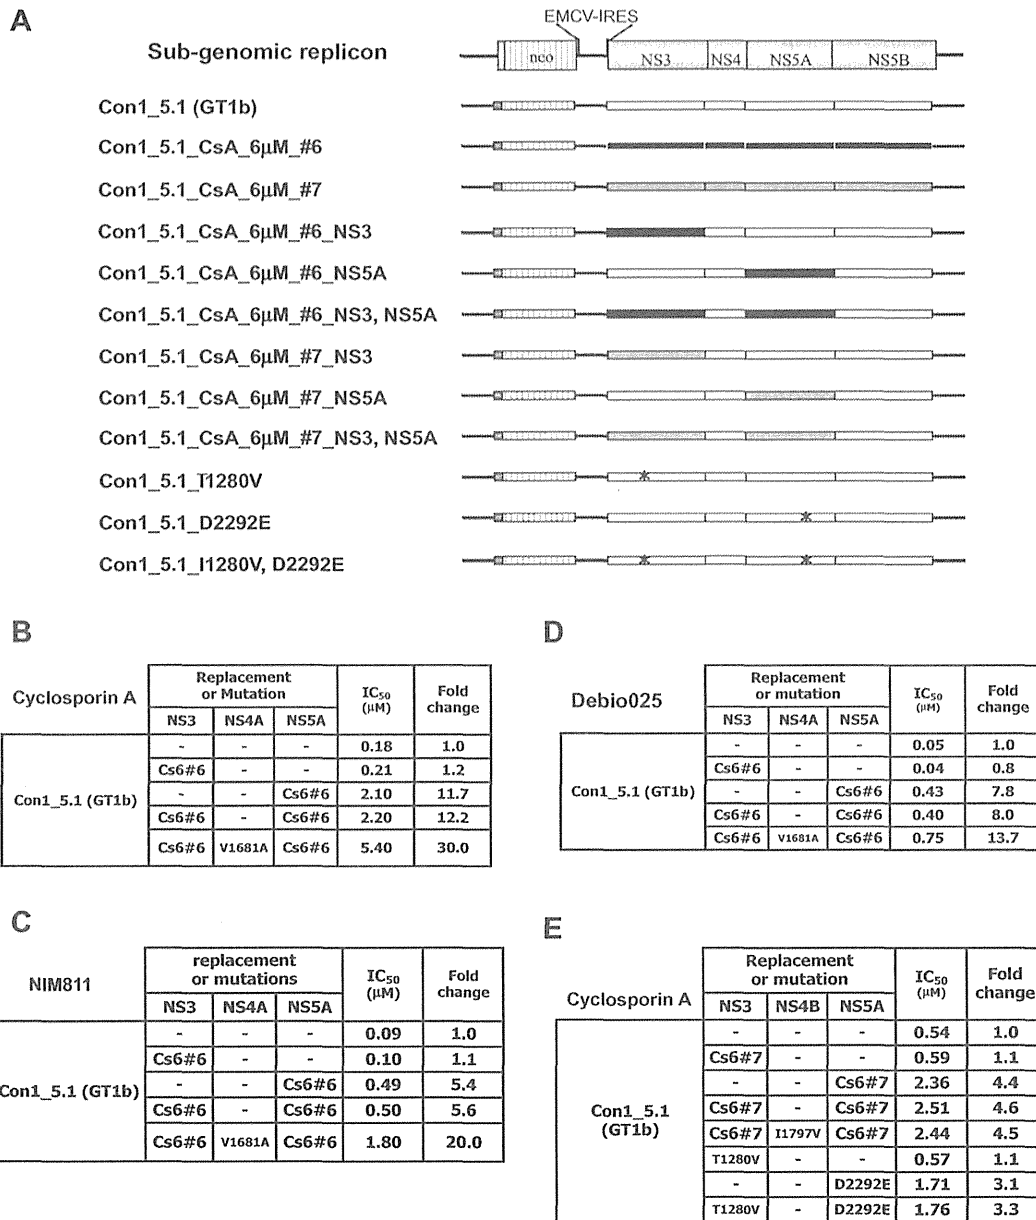 A
EMCV-IRES
Sub-genomic replicon
neo NS3 NS4 NS5A NS5B
Con1_5.1 (GT1b)
Con1_5.1_CsA_6μM_#6
Con1_5.1_CsA_6μM_#7
Con1_5.1_CsA_6μM_#6_NS3
Con1_5.1_CsA_6μM_#6_NS5A
Con1_5.1_CsA_6μM_#6_NS3, NS5A
Con1_5.1_CsA_6μM_#7_NS3
Con1_5.1_CsA_6μM_#7_NS5A
Con1_5.1_CsA_6μM_#7_NS3, NS5A
Con1_5.1_T1280V
Con1_5.1_D2292E
Con1_5.1_I1280V, D2292E
B
Cyclosporin A
Replacement or Mutation IC50 (μM) Fold change
NS3 NS4A NS5A
Con1_5.1 (GT1b)
- - - 0.18 1.0
Cs6#6 - - 0.21 1.2
- - Cs6#6 2.10 11.7
Cs6#6 - Cs6#6 2.20 12.2
Cs6#6 V1681A Cs6#6 5.40 30.0
D
Debio025
Replacement or mutation IC50 (μM) Fold change
NS3 NS4A NS5A
Con1_5.1 (GT1b)
- - - 0.05 1.0
Cs6#6 - - 0.04 0.8
- - Cs6#6 0.43 7.8
Cs6#6 - Cs6#6 0.40 8.0
Cs6#6 V1681A Cs6#6 0.75 13.7
C
NIM811
replacement or mutations IC50 (μM) Fold change
NS3 NS4A NS5A
Con1_5.1 (GT1b)
- - - 0.09 1.0
Cs6#6 - - 0.10 1.1
- - Cs6#6 0.49 5.4
Cs6#6 - Cs6#6 0.50 5.6
Cs6#6 V1681A Cs6#6 1.80 20.0
E
Cyclosporin A
Replacement or mutation IC50 (μM) Fold change
NS3 NS4B NS5A
Con1_5.1 (GT1b)
- - - 0.54 1.0
Cs6#7 - - 0.59 1.1
- - Cs6#7 2.36 4.4
Cs6#7 - Cs6#7 2.51 4.6
Cs6#7 I1797V Cs6#7 2.44 4.5
T1280V - - 0.57 1.1
- - D2292E 1.71 3.1
T1280V - D2292E 1.76 3.3